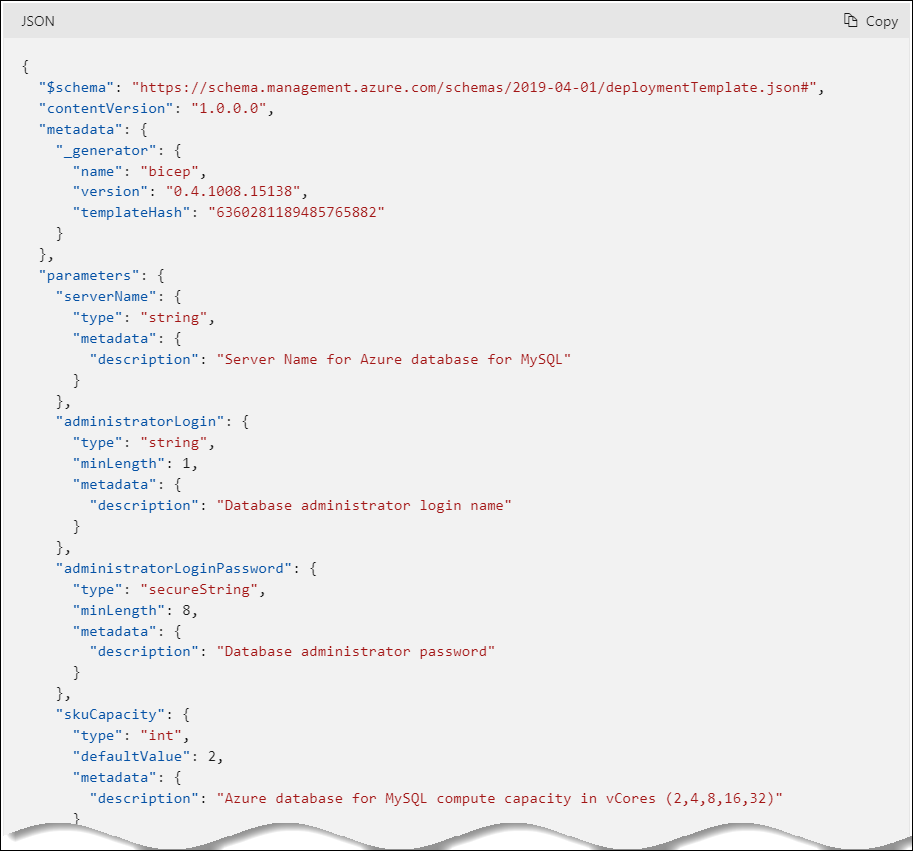 JSON
Copy
{
"$schema": "https://schema.management.azure.com/schemas/2019-04-01/deploymentTemplate.json#",
"contentVersion": "1.0.0.0",
"metadata": {
"_generator": {
"name": "bicep",
"version": "0.4.1008.15138",
"templateHash": "6360281189485765882"
}
},
"parameters": {
"serverName": {
"type": "string",
"metadata": {
"description": "Server Name for Azure database for MySQL"
}
},
"administratorLogin": {
"type": "string",
"minLength": 1,
"metadata": {
"description": "Database administrator login name"
}
},
"administratorLoginPassword": {
"type": "secureString",
"minLength": 8,
"metadata": {
"description": "Database administrator password"
}
},
"skuCapacity": {
"type": "int",
"defaultValue": 2,
"metadata": {
"description": "Azure database for MySQL compute capacity in vCores (2,4,8,16,32)"
}